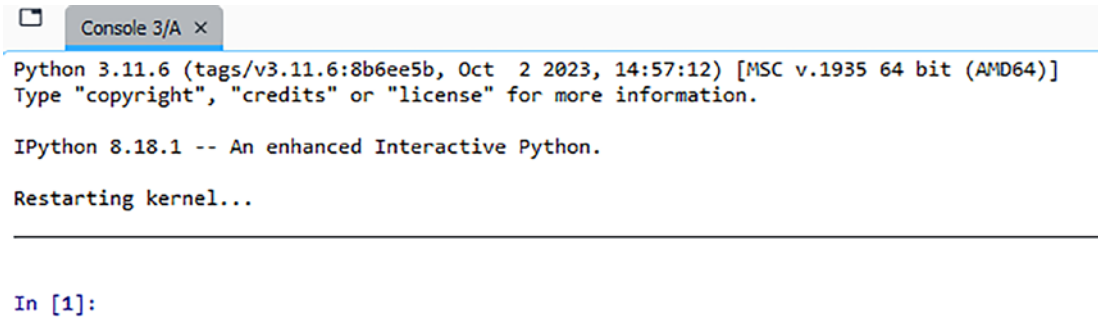 Console 3/A ×
Python 3.11.6 (tags/v3.11.6:8b6ee5b, Oct  2 2023, 14:57:12) [MSC v.1935 64 bit (AMD64)]
Type "copyright", "credits" or "license" for more information.
IPython 8.18.1 -- An enhanced Interactive Python.
Restarting kernel...
In [1]: